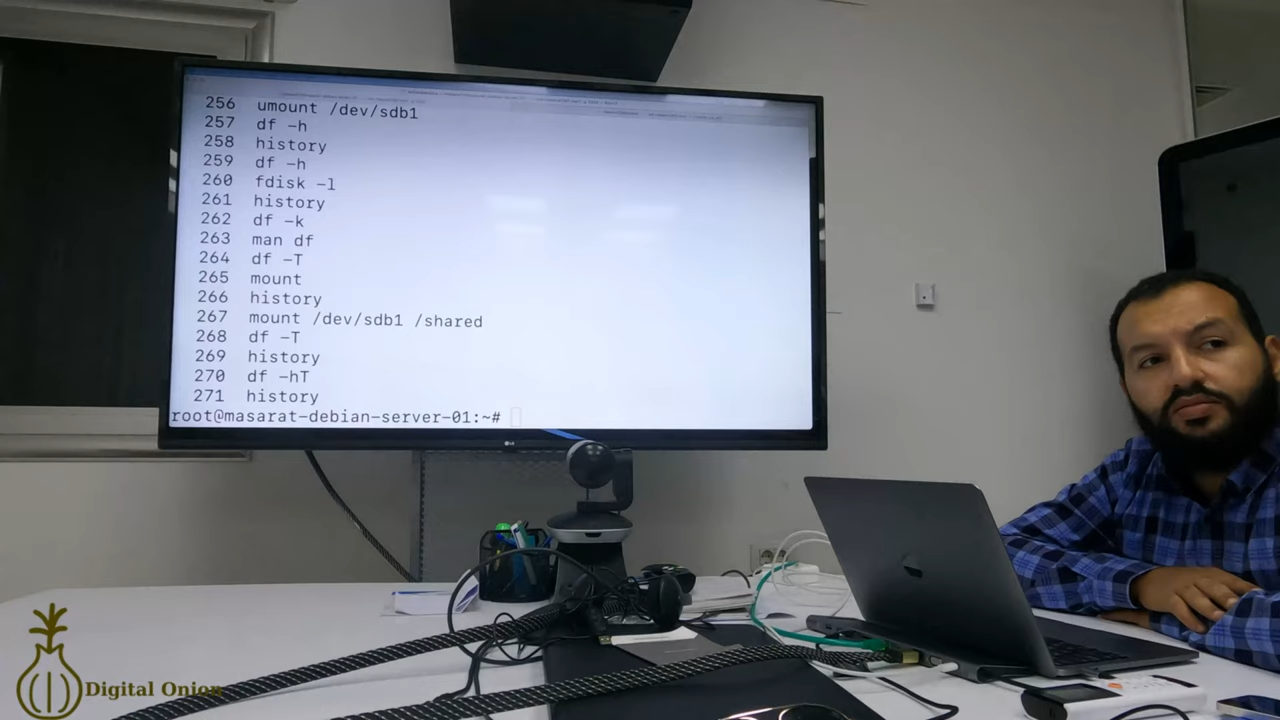 256 umount /dev/sdb1
257 df -h
258 history
259 df -h
260 fdisk -l
261 history
262 df -k
263 man df
264 df -T
265 mount
266 history
267 mount /dev/sdb1 /shared
268 df -T
269 history
270 df -hT
271 history
root@masarat-debian-server-01:~#
LG
Digital Onion